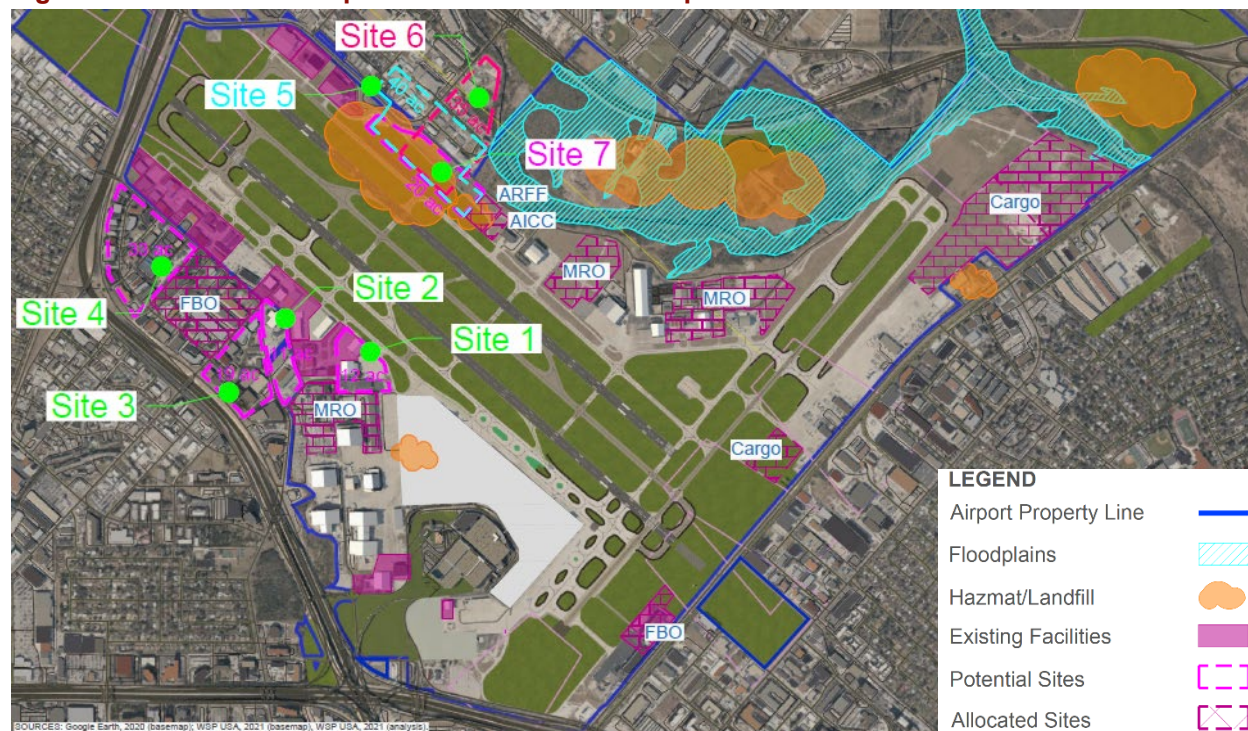 Site 6
Site 5
Site 7
20 ac
ARFF
AICC
Cargo
MRO
MRO
Site 4
FBO
Site 2
Site 1
Site 3
MRO
Cargo
FBO
LEGEND
Airport Property Line
Floodplains
Hazmat/Landfill
Existing Facilities
Potential Sites
Allocated Sites
SOURCES: Google Earth, 2020 (basemap); WSP USA, 2021 (basemap), WSP USA, 2021 (analysis).